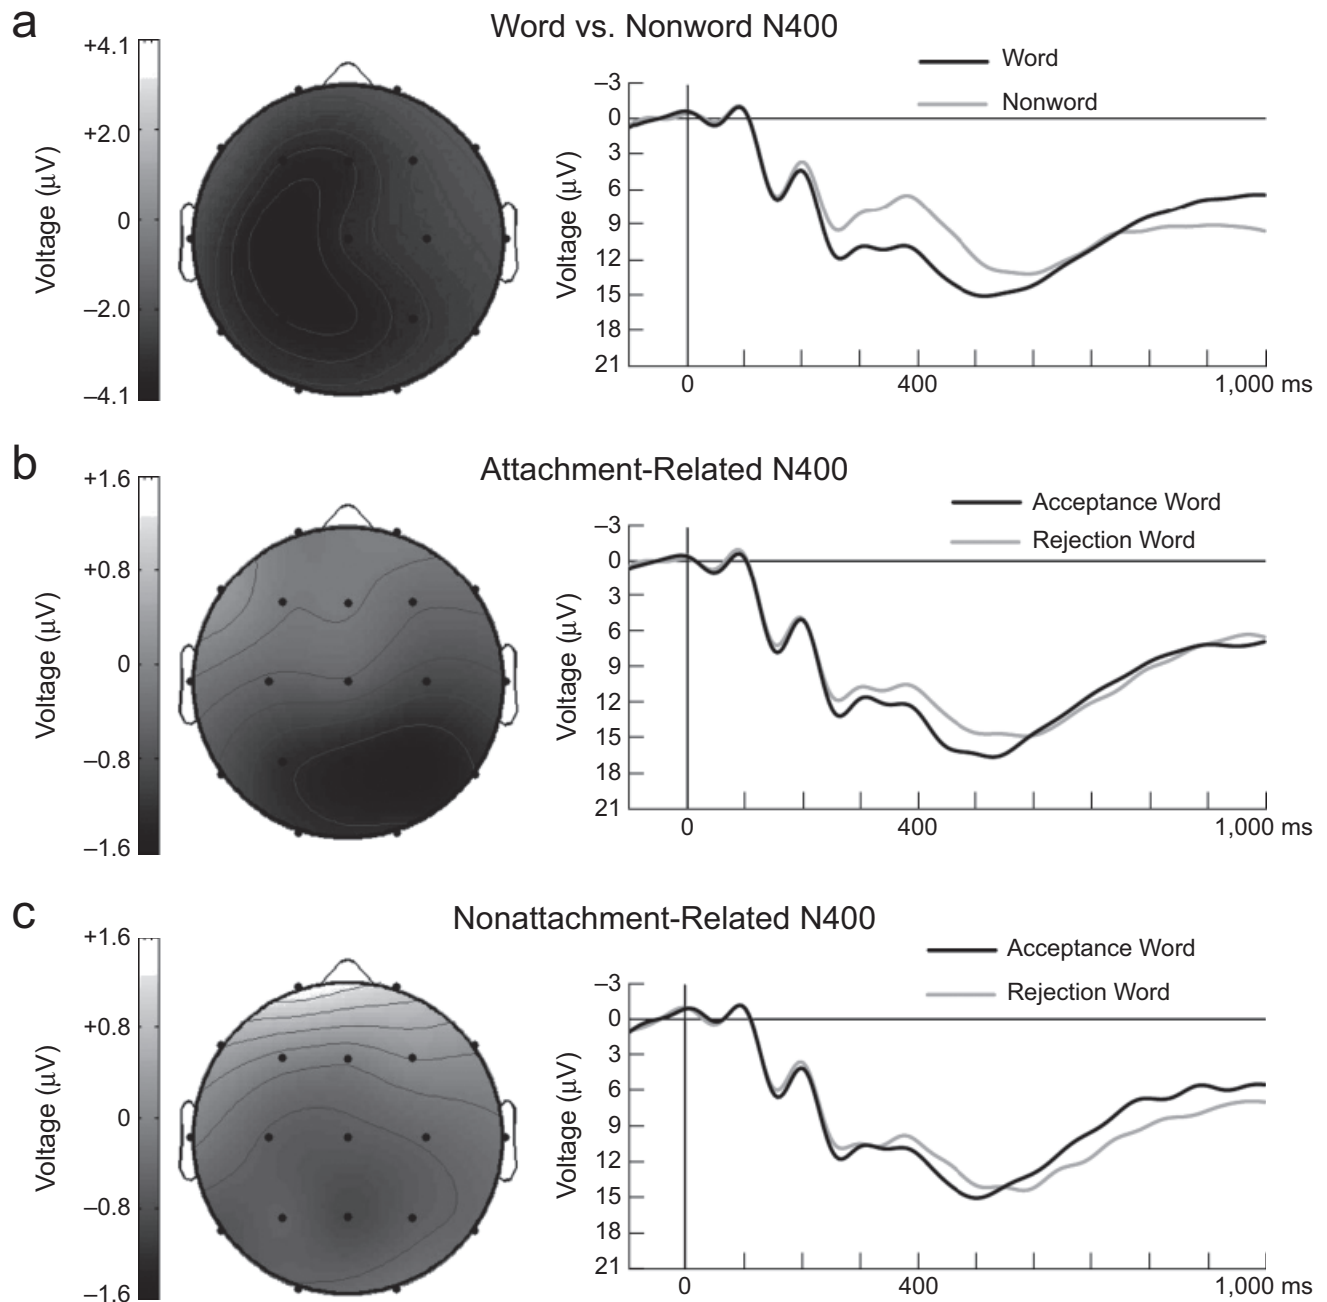 a
Word vs. Nonword N400
+4.1
+2.0
0
–2.0
–4.1
Voltage (μV)
Word
Nonword
–3
0
3
6
9
12
15
18
21
Voltage (μV)
0
400
1,000 ms
b
Attachment-Related N400
+1.6
+0.8
0
–0.8
–1.6
Voltage (μV)
Acceptance Word
Rejection Word
–3
0
3
6
9
12
15
18
21
Voltage (μV)
0
400
1,000 ms
c
Nonattachment-Related N400
+1.6
+0.8
0
–0.8
–1.6
Voltage (μV)
Acceptance Word
Rejection Word
–3
0
3
6
9
12
15
18
21
Voltage (μV)
0
400
1,000 ms